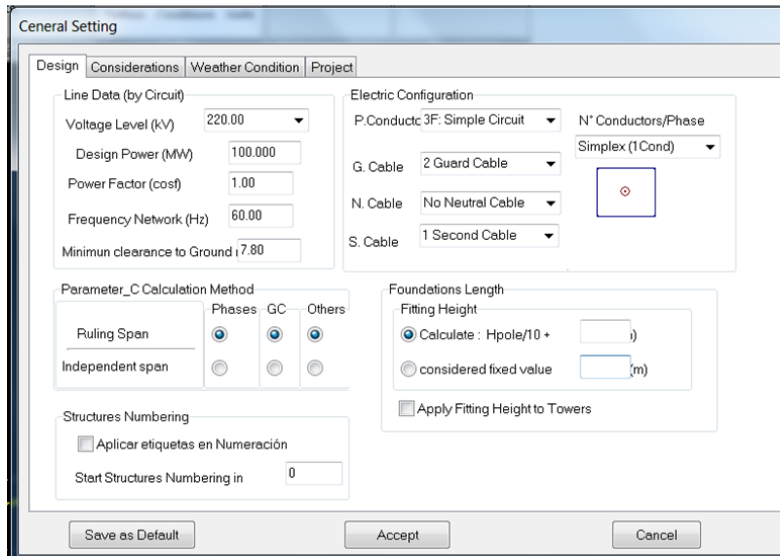 Ceneral Setting
Design
Considerations
Weather Condition
Project
Line Data (by Circuit)
Voltage Level (kV) 220.00
Design Power (MW) 100.000
Power Factor (cosf) 1.00
Frequency Network (Hz) 60.00
Minimun clearance to Ground 7.80
Electric Configuration
P.Conducto 3F: Simple Circuit
G. Cable 2 Guard Cable
N. Cable No Neutral Cable
S. Cable 1 Second Cable
N° Conductors/Phase
Simplex (1Cond)
Parameter_C Calculation Method
Phases GC Others
Ruling Span
Independent span
Foundations Length
Fitting Height
Calculate : Hpole/10 +
considered fixed value (m)
Apply Fitting Height to Towers
Structures Numbering
Aplicar etiquetas en Numeración
Start Structures Numbering in 0
Save as Default
Accept
Cancel